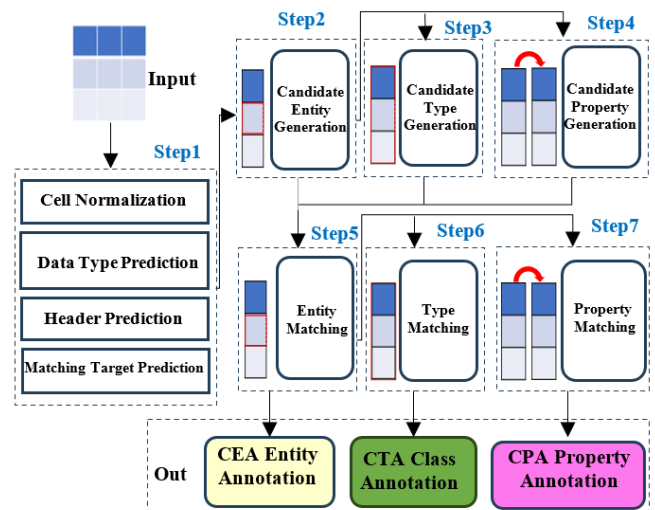 Input
Step1
Cell Normalization
Data Type Prediction
Header Prediction
Matching Target Prediction
Step2
Candidate
Entity
Generation
Step3
Candidate
Type
Generation
Step4
Candidate
Property
Generation
Step5
Entity
Matching
Step6
Type
Matching
Step7
Property
Matching
Out
CEA Entity
Annotation
CTA Class
Annotation
CPA Property
Annotation